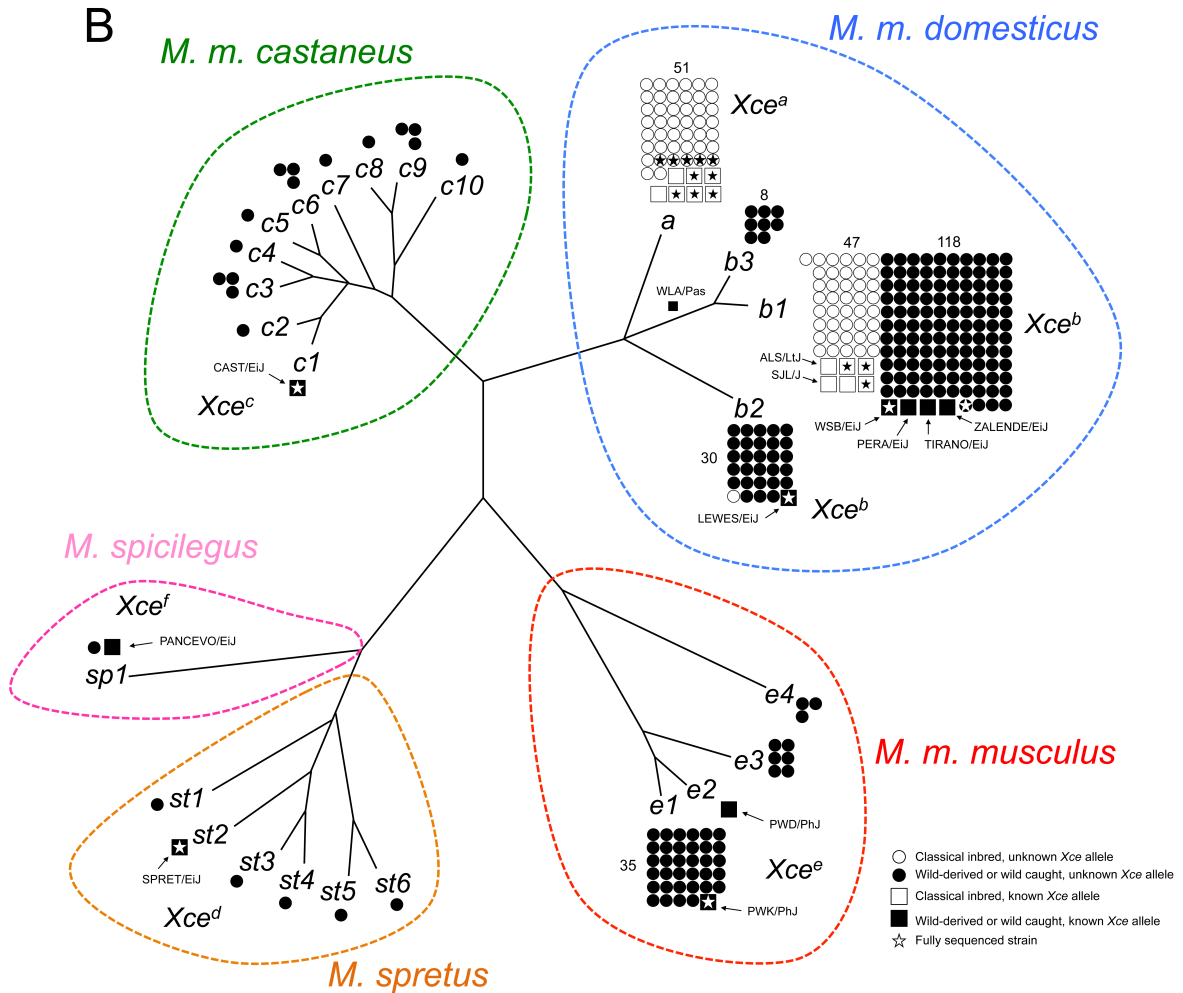 B
M. m. castaneus
M. m. domesticus
51
Xce^a
c8
c9
c7
c10
c6
c5
c4
c3
c2
c1
CAST/EiJ
Xce^c
a
8
b3
WLA/Pas
b1
47
118
Xce^b
ALS/LtJ
SJL/J
WSB/EiJ
ZALENDE/EiJ
PERA/EiJ
TIRANO/EiJ
b2
30
LEWES/EiJ
Xce^b
M. spicilegus
Xce^f
PANCEVO/EiJ
sp1
e4
e3
M. m. musculus
e2
e1
PWD/PhJ
35
Xce^e
PWK/PhJ
st1
st2
SPRET/EiJ
st3
st4
st5
st6
Xce^d
M. spretus
Classical inbred, unknown Xce allele
Wild-derived or wild caught, unknown Xce allele
Classical inbred, known Xce allele
Wild-derived or wild caught, known Xce allele
Fully sequenced strain